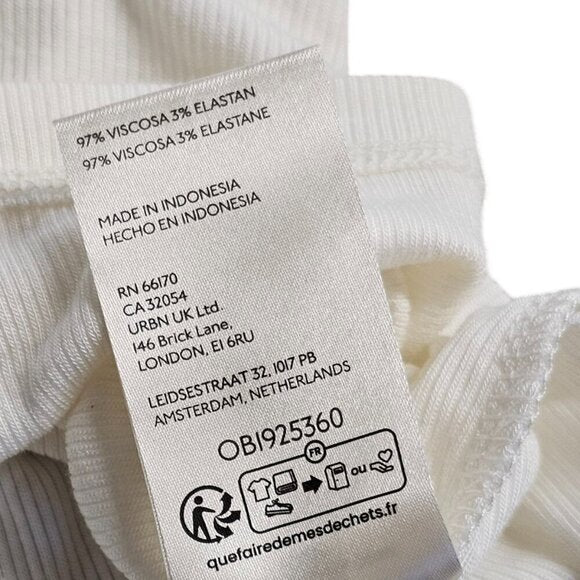 97% VISCOSA 3% ELASTAN
97% VISCOSA 3% ELASTANE
MADE IN INDONESIA
HECHO EN INDONESIA
RN 66170
CA 32054
URBN UK Ltd.
146 Brick Lane,
LONDON, E1 6RU
LEIDSESTRAAT 32, 1017 PB
AMSTERDAM, NETHERLANDS
OB1925360
FR
ou
quefairedemesdechets.fr